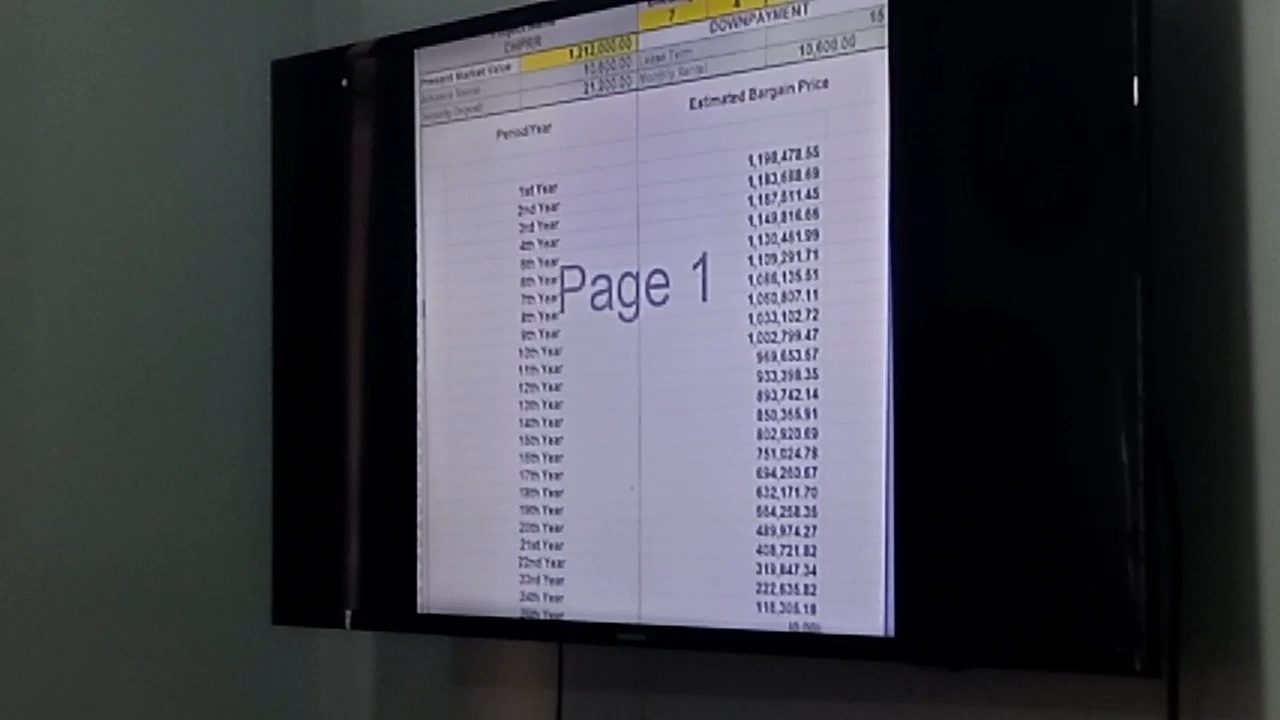 7
DOWNPAYMENT
15
Present Market Value 1,212,000.00
10,600.00 Lease Term
21,200.00 Monthly Rental 10,600.00
Period/Year Estimated Bargain Price
1st Year 1,198,478.55
2nd Year 1,183,688.69
3rd Year 1,167,511.45
4th Year 1,149,816.66
5th Year 1,130,461.99
6th Year 1,109,291.71
7th Year 1,086,135.51
8th Year 1,060,807.11
9th Year 1,033,102.72
10th Year 1,002,799.47
11th Year 969,653.67
12th Year 933,398.35
13th Year 893,742.14
14th Year 850,365.91
15th Year 802,920.69
16th Year 751,024.78
17th Year 694,260.67
18th Year 632,171.70
19th Year 564,258.35
20th Year 489,974.27
21st Year 408,721.82
22nd Year 319,847.34
23rd Year 222,635.82
24th Year 116,305.18
25th Year
Page 1